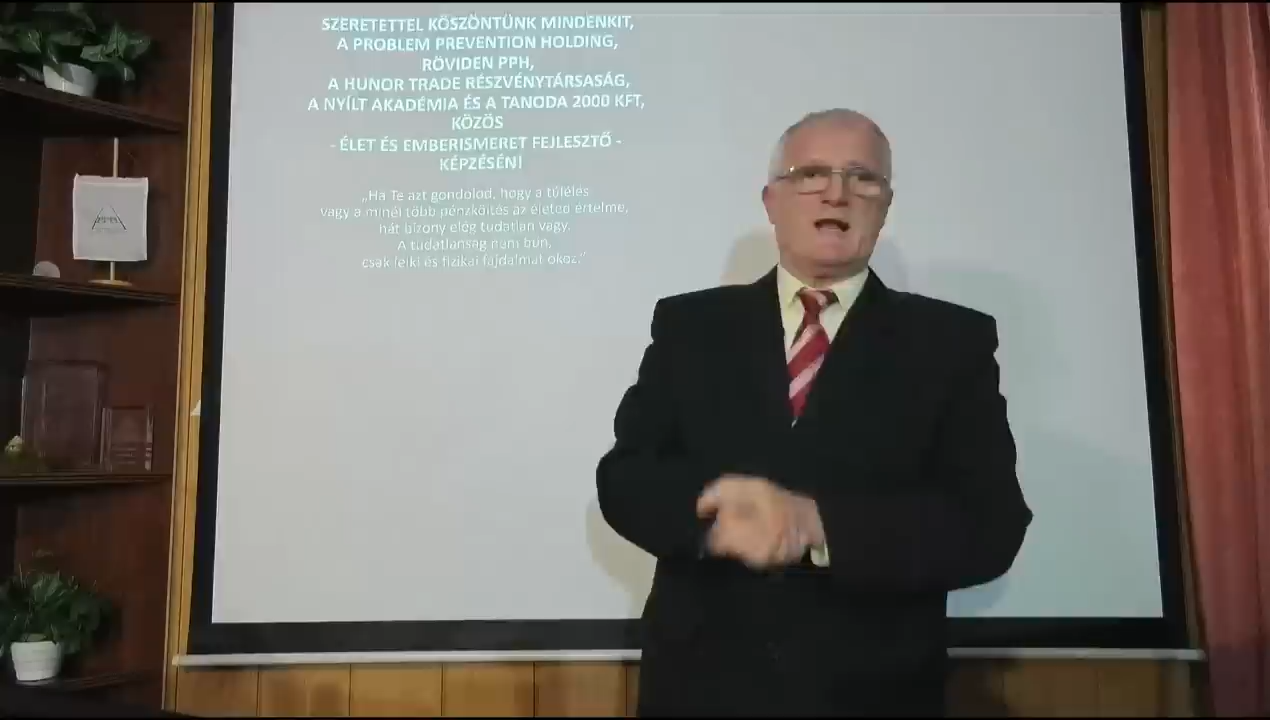 SZERETETTEL KÖSZÖNTÜNK MINDENKIT,
A PROBLEM PREVENTION HOLDING,
RÖVIDEN PPH,
A HUNOR TRADE RÉSZVÉNYTÁRSASÁG,
A NYÍLT AKADÉMIA ÉS A TANODA 2000 KFT,
KÖZÖS
- ÉLET ÉS EMBERISMERET FEJLESZTŐ -
KÉPZÉSÉN!
„Ha Te azt gondolod, hogy a túlélés
vagy a minél több pénzköltés az életed értelme,
hát bizony elég tudatlan vagy.
A tudatlanság nem bűn,
csak lelki és fizikai fájdalmat okoz."
PPH